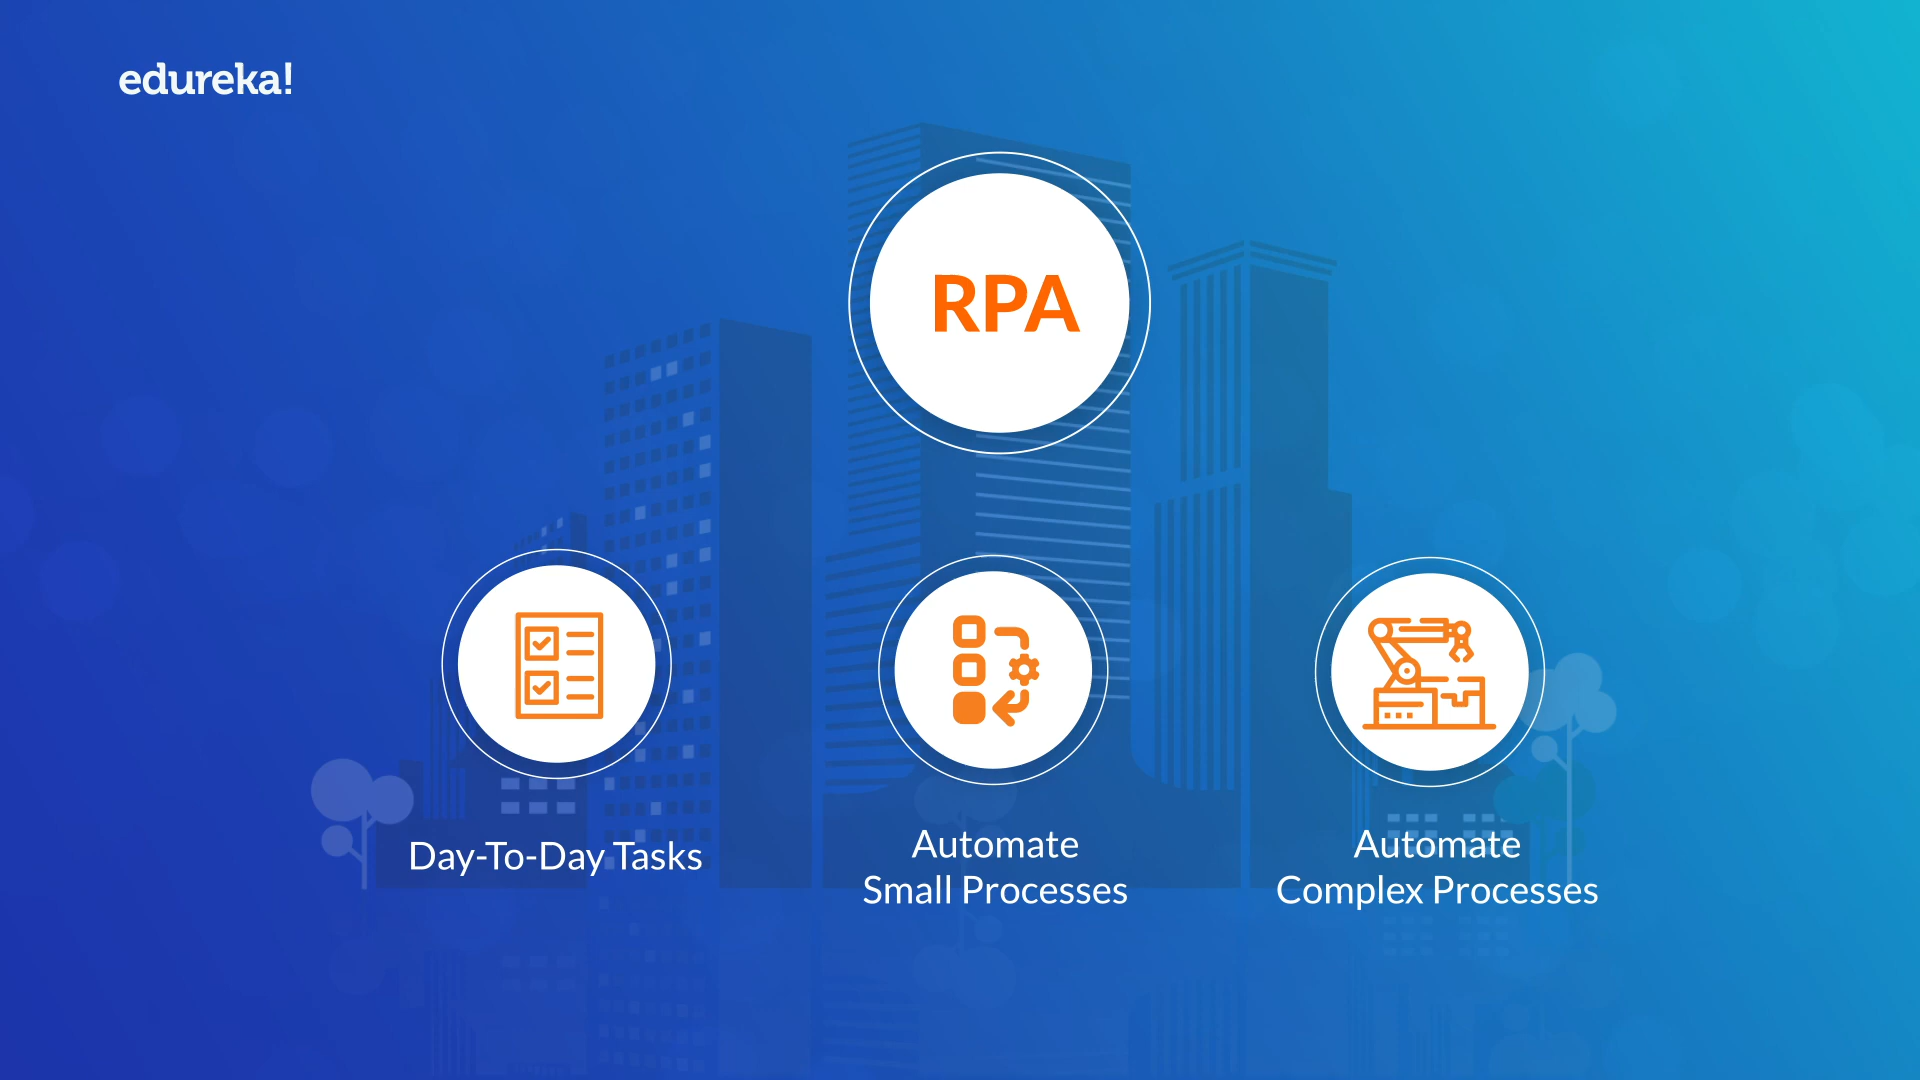 edureka!
RPA
Day-To-Day Tasks
Automate
Small Processes
Automate
Complex Processes